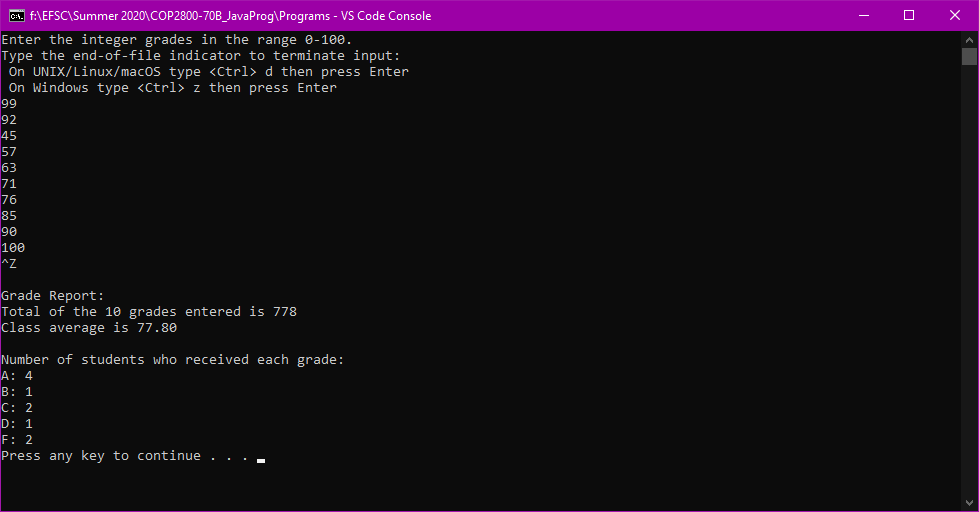 f:\EFSC\Summer 2020\COP2800-70B_JavaProg\Programs - VS Code Console
Enter the integer grades in the range 0-100.
Type the end-of-file indicator to terminate input:
 On UNIX/Linux/macOS type <Ctrl> d then press Enter
 On Windows type <Ctrl> z then press Enter
99
92
45
57
63
71
76
85
90
100
^Z

Grade Report:
Total of the 10 grades entered is 778
Class average is 77.80

Number of students who received each grade:
A: 4
B: 1
C: 2
D: 1
F: 2
Press any key to continue . . .